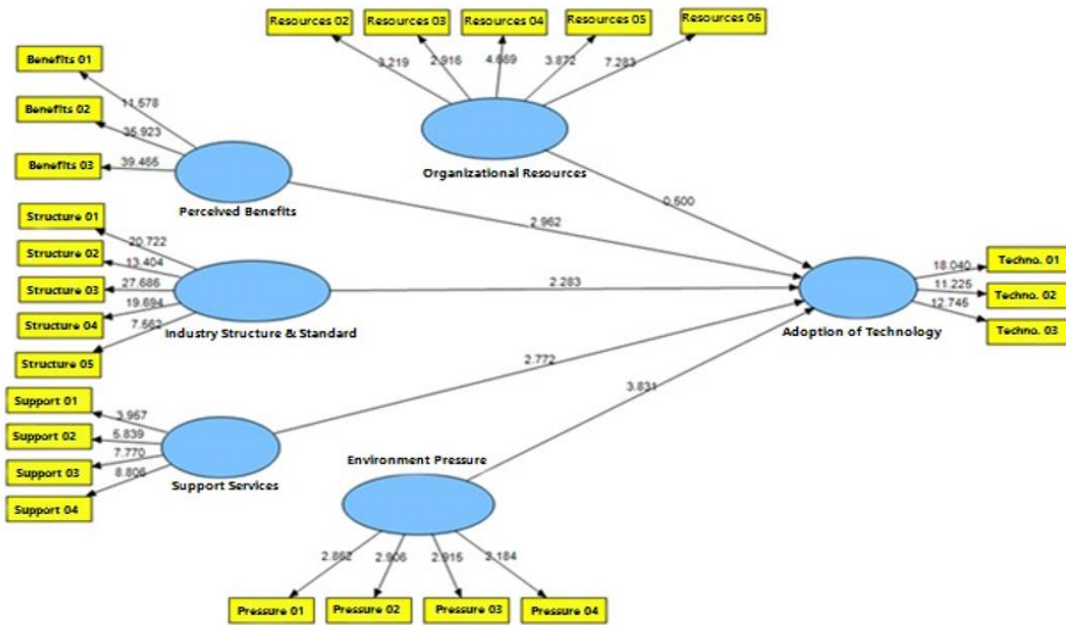 Resources 02
Resources 03
Resources 04
Resources 05
Resources 06
3.219
2.916
3.872
7.283
Organizational Resources
0.500
Benefits 01
Benefits 02
Benefits 03
11.578
35.923
39.465
Perceived Benefits
2.962
Structure 01
Structure 02
Structure 03
Structure 04
Structure 05
20.722
13.404
27.686
19.694
7.562
Industry Structure & Standard
2.283
Techno. 01
Techno. 02
Techno. 03
18.040
11.225
12.745
Adoption of Technology
Support 01
Support 02
Support 03
Support 04
3.957
5.839
7.770
8.806
Support Services
2.772
Environment Pressure
3.831
2.862
2.906
2.915
2.184
Pressure 01
Pressure 02
Pressure 03
Pressure 04